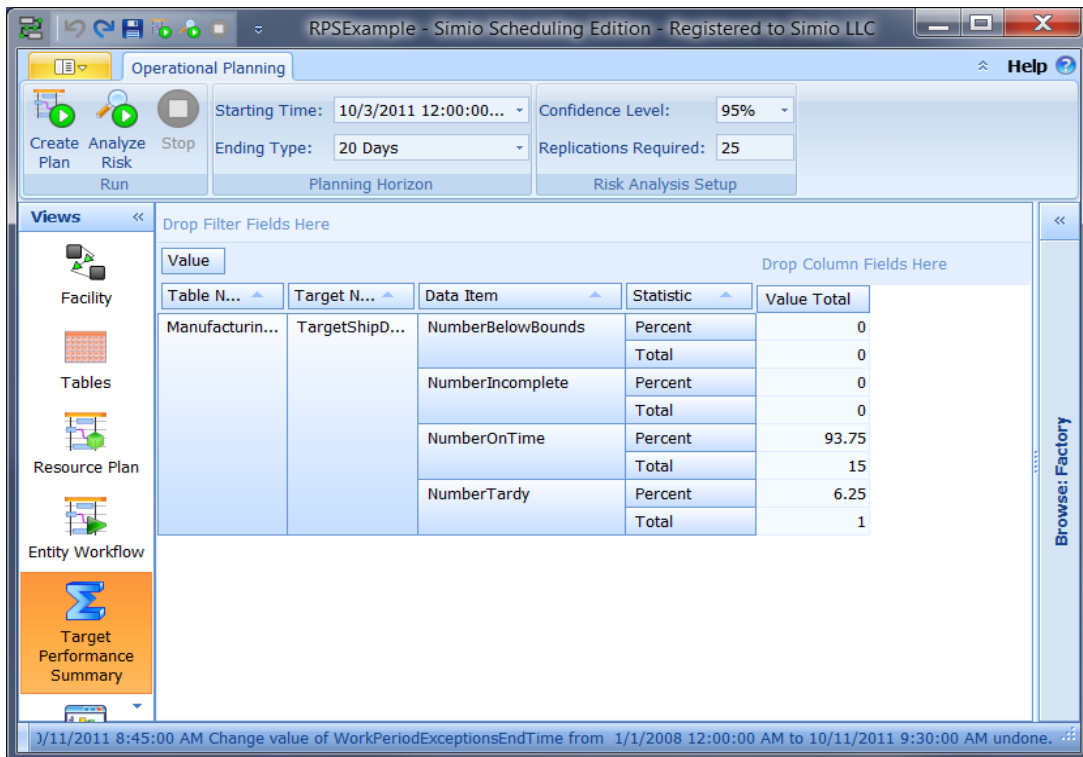 RPSExample - Simio Scheduling Edition - Registered to Simio LLC
Operational Planning
Help
Create Plan
Analyze Risk
Stop
Run
Starting Time: 10/3/2011 12:00:00...
Ending Type: 20 Days
Planning Horizon
Confidence Level: 95%
Replications Required: 25
Risk Analysis Setup
Views
Facility
Tables
Resource Plan
Entity Workflow
Target
Performance
Summary
Drop Filter Fields Here
Value
Drop Column Fields Here
Table N... Target N... Data Item Statistic Value Total
Manufacturin... TargetShipD... NumberBelowBounds Percent 0
Total 0
NumberIncomplete Percent 0
Total 0
NumberOnTime Percent 93.75
Total 15
NumberTardy Percent 6.25
Total 1
Browse: Factory
/11/2011 8:45:00 AM Change value of WorkPeriodExceptionsEndTime from 1/1/2008 12:00:00 AM to 10/11/2011 9:30:00 AM undone.